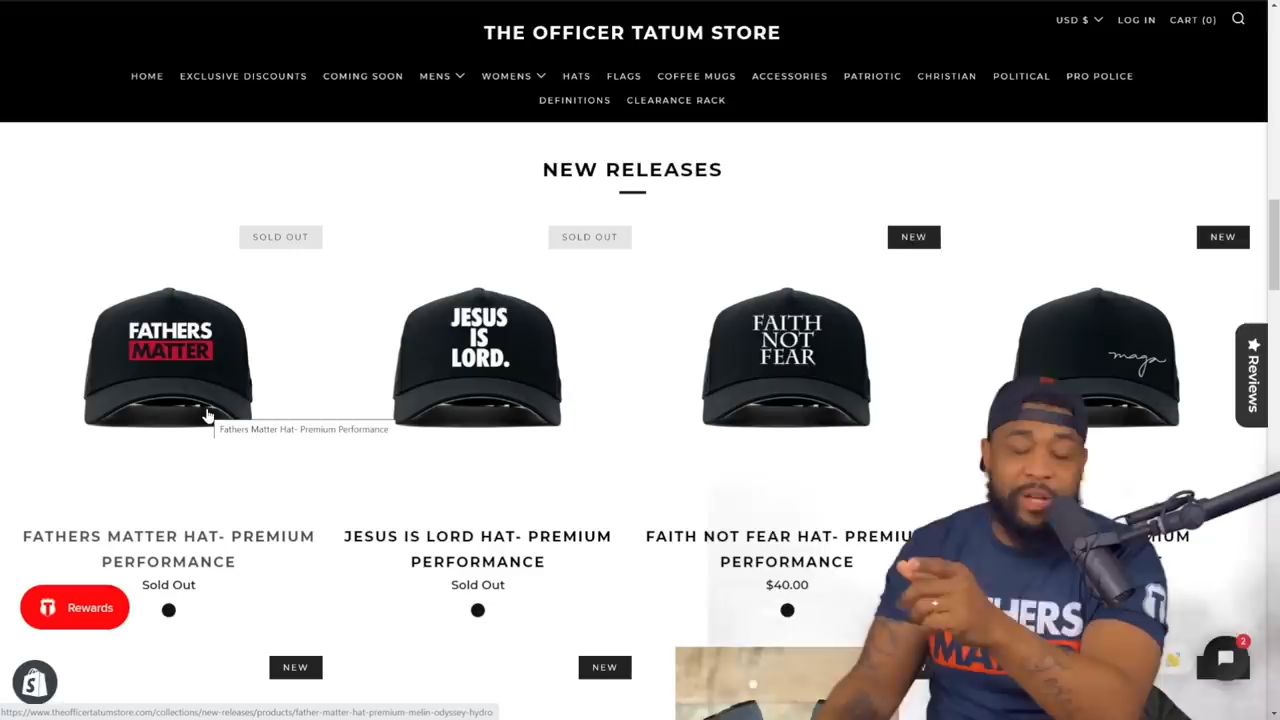 THE OFFICER TATUM STORE
USD $
LOG IN
CART (0)
HOME
EXCLUSIVE DISCOUNTS
COMING SOON
MENS
WOMENS
HATS
FLAGS
COFFEE MUGS
ACCESSORIES
PATRIOTIC
CHRISTIAN
POLITICAL
PRO POLICE
DEFINITIONS
CLEARANCE RACK
NEW RELEASES
SOLD OUT
SOLD OUT
NEW
NEW
FATHERS
MATTER
JESUS
IS
LORD.
FAITH
NOT
FEAR
maga
Reviews
Fathers Matter Hat- Premium Performance
FATHERS MATTER HAT- PREMIUM
PERFORMANCE
Sold Out
JESUS IS LORD HAT- PREMIUM
PERFORMANCE
Sold Out
FAITH NOT FEAR HAT- PREMIU
PERFORMANCE
$40.00
Rewards
NEW
NEW
2
https://www.theofficertatumstore.com/collections/new-releases/products/father-matter-hat-premium-melin-odyssey-hydro